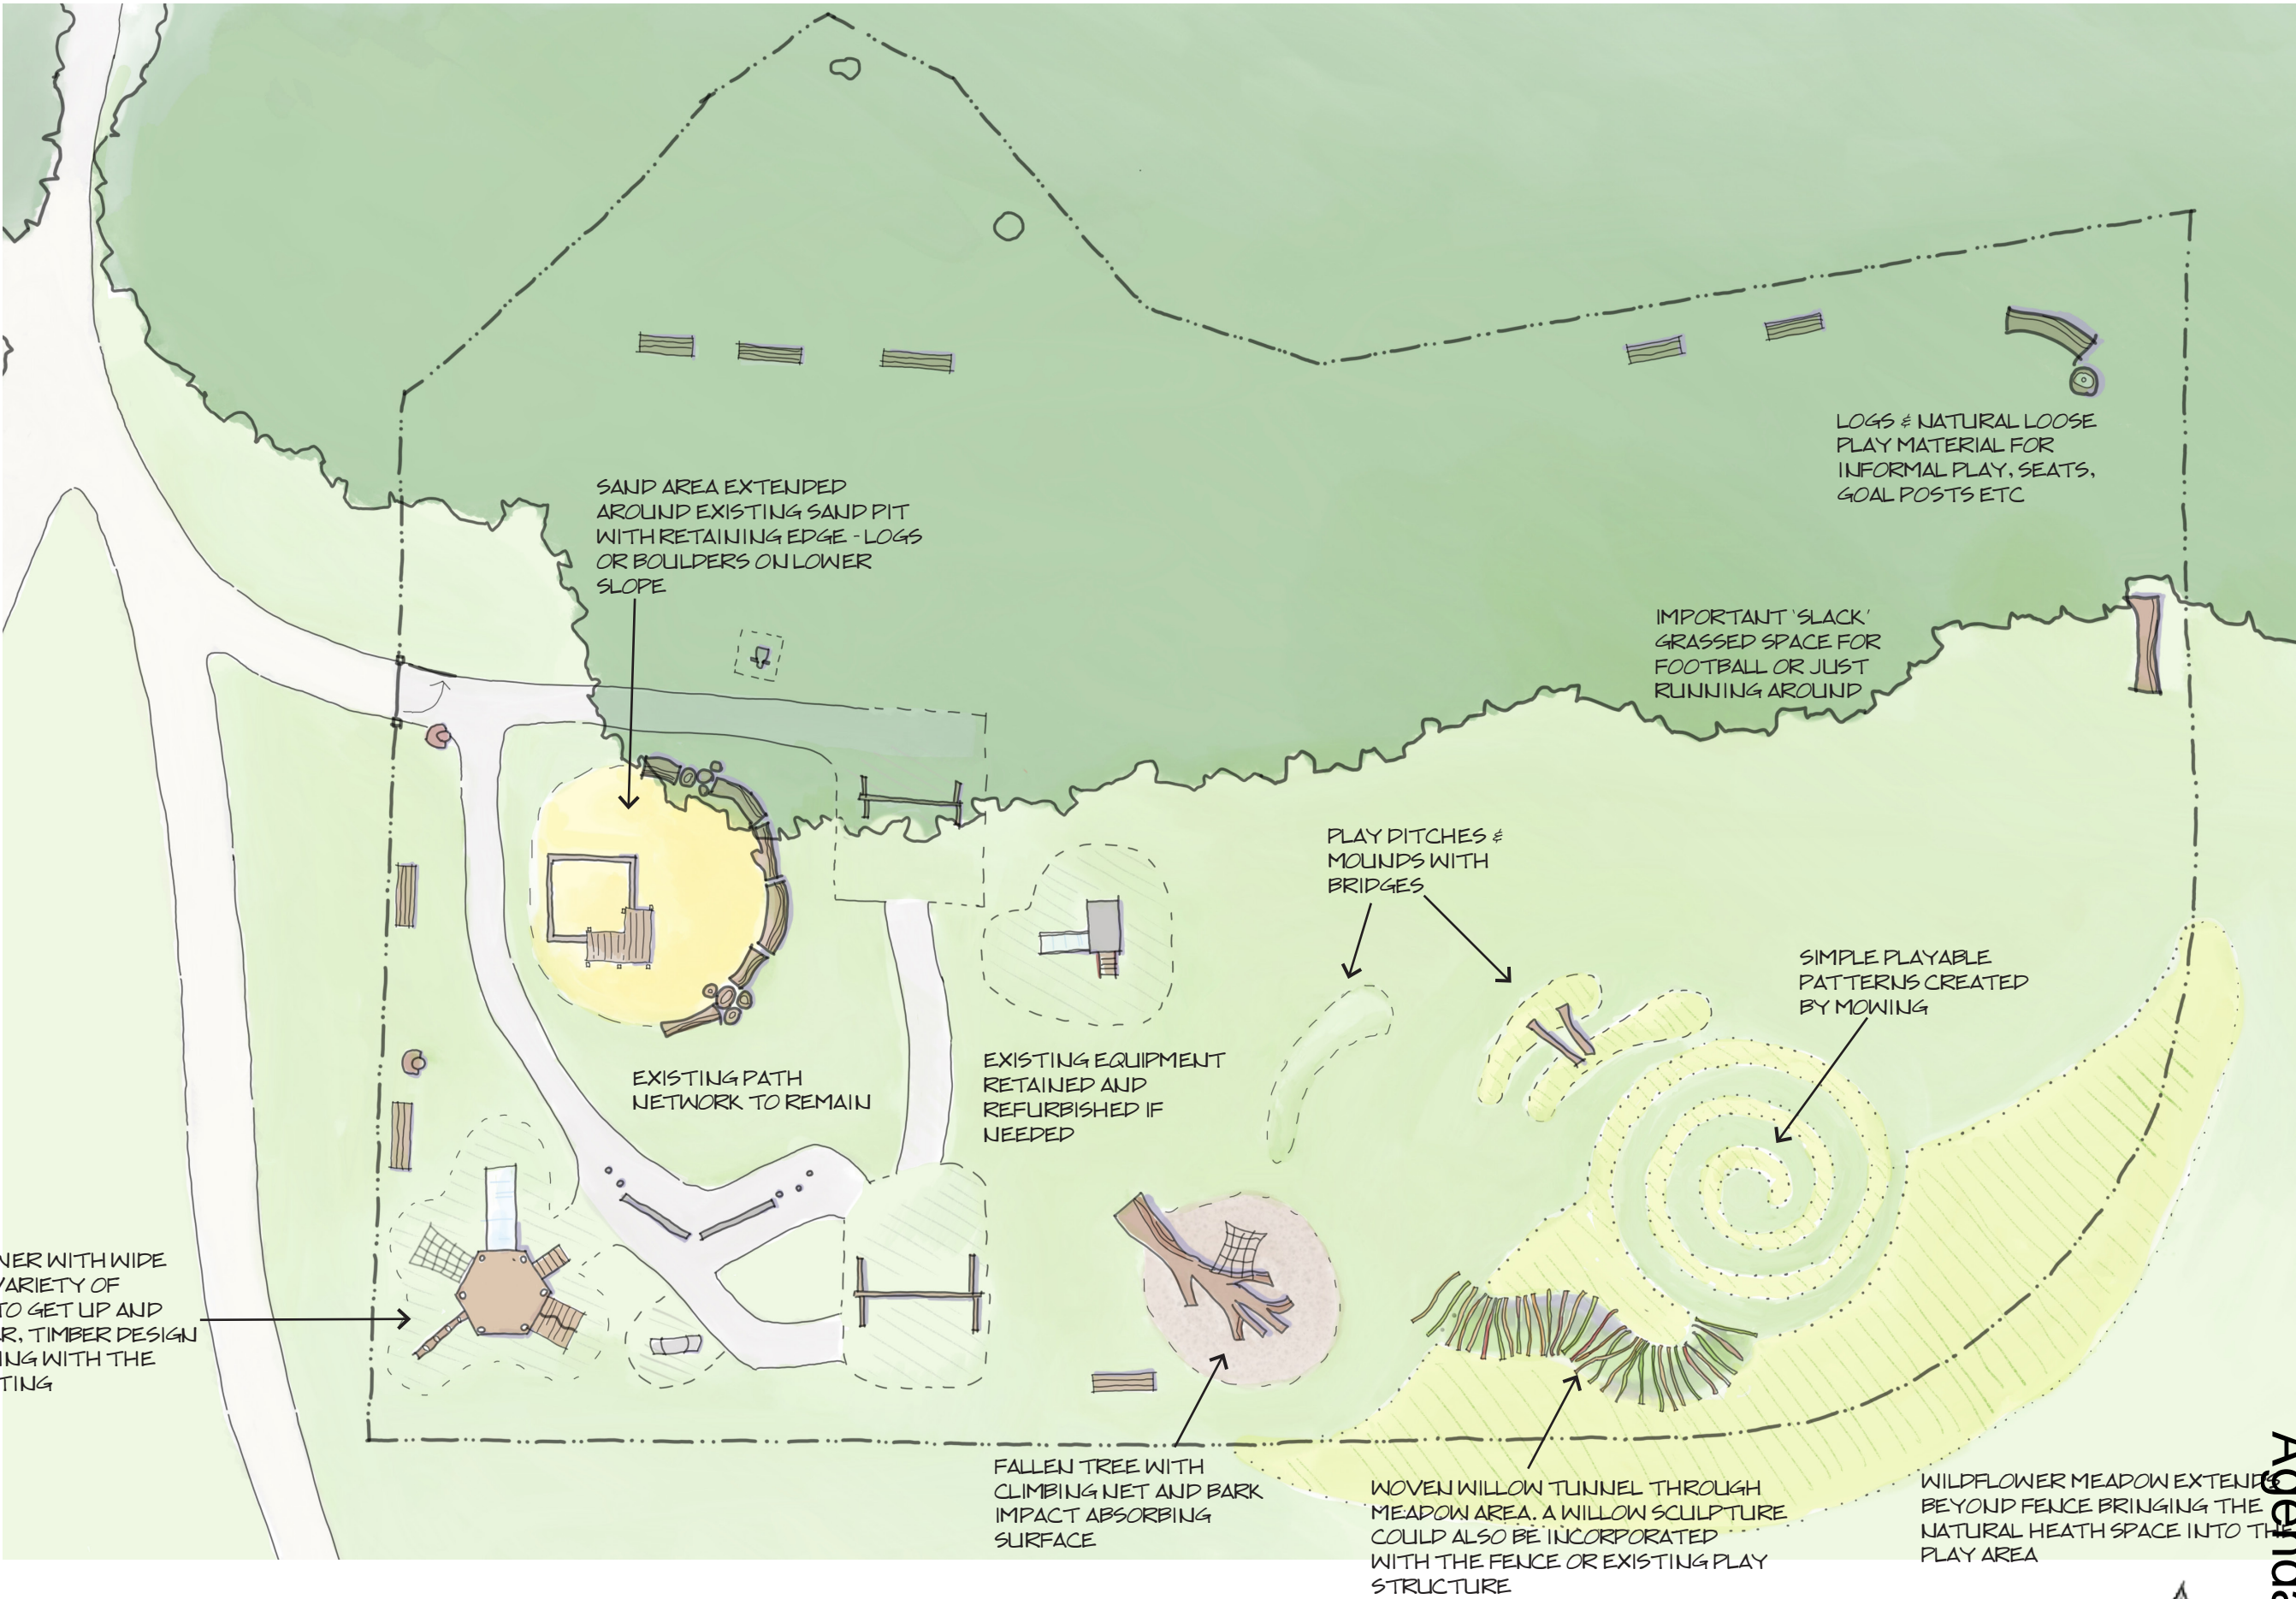 LOGS & NATURAL LOOSE
PLAY MATERIAL FOR
INFORMAL PLAY, SEATS,
GOAL POSTS ETC
SAND AREA EXTENDED
AROUND EXISTING SAND PIT
WITH RETAINING EDGE - LOGS
OR BOULDERS ON LOWER
SLOPE
IMPORTANT 'SLACK'
GRASSED SPACE FOR
FOOTBALL OR JUST
RUNNING AROUND
PLAY DITCHES &
MOUNDS WITH
BRIDGES
SIMPLE PLAYABLE
PATTERNS CREATED
BY MOWING
EXISTING PATH
NETWORK TO REMAIN
EXISTING EQUIPMENT
RETAINED AND
REFURBISHED IF
NEEDED
NER WITH WIDE
VARIETY OF
TO GET UP AND
R, TIMBER DESIGN
ING WITH THE
TING
FALLEN TREE WITH
CLIMBING NET AND BARK
IMPACT ABSORBING
SURFACE
WOVEN WILLOW TUNNEL THROUGH
MEADOW AREA. A WILLOW SCULPTURE
COULD ALSO BE INCORPORATED
WITH THE FENCE OR EXISTING PLAY
STRUCTURE
WILDFLOWER MEADOW EXTENDS
BEYOND FENCE BRINGING THE
NATURAL HEATH SPACE INTO THE
PLAY AREA
Agenda